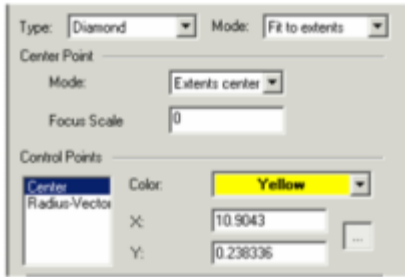 Type: Diamond Mode: Fit to extents
Center Point
Mode: Extents center
Focus Scale 0
Control Points
Center Color: Yellow
Radius-Vector
X: 10.9043
...
Y: 0.238336